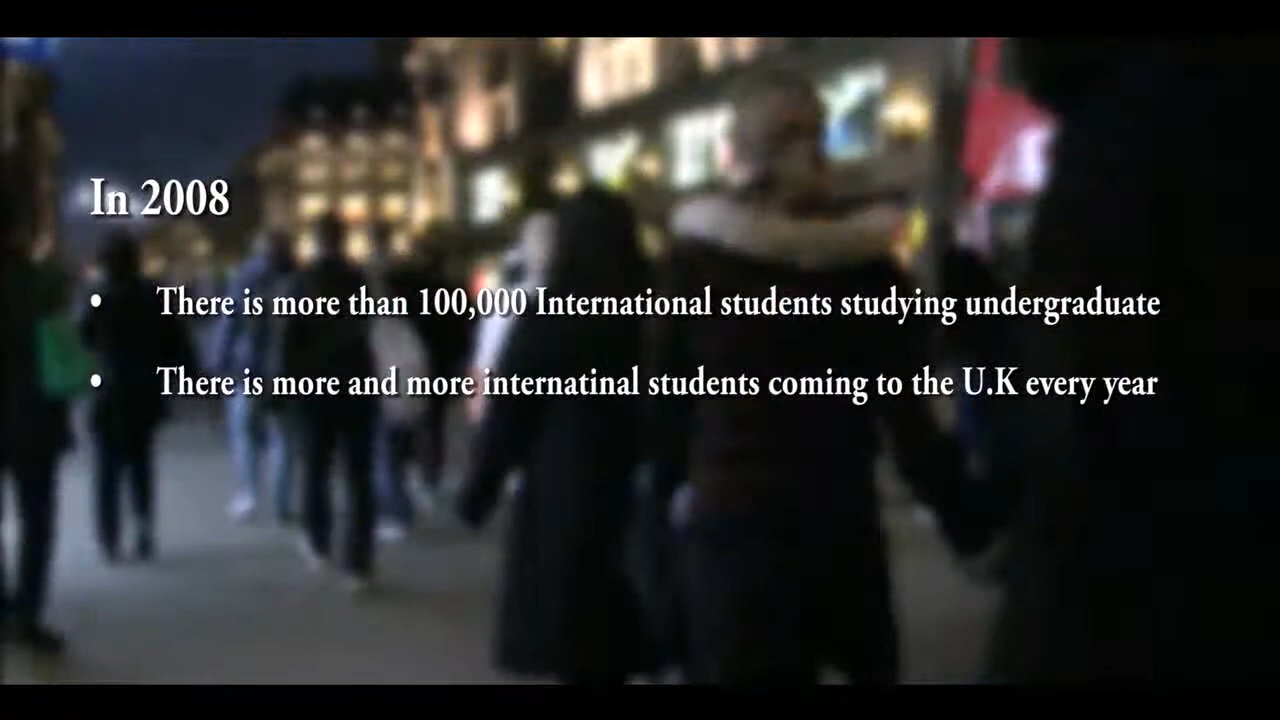 In 2008
• There is more than 100,000 International students studying undergraduate
• There is more and more internatinal students coming to the U.K every year